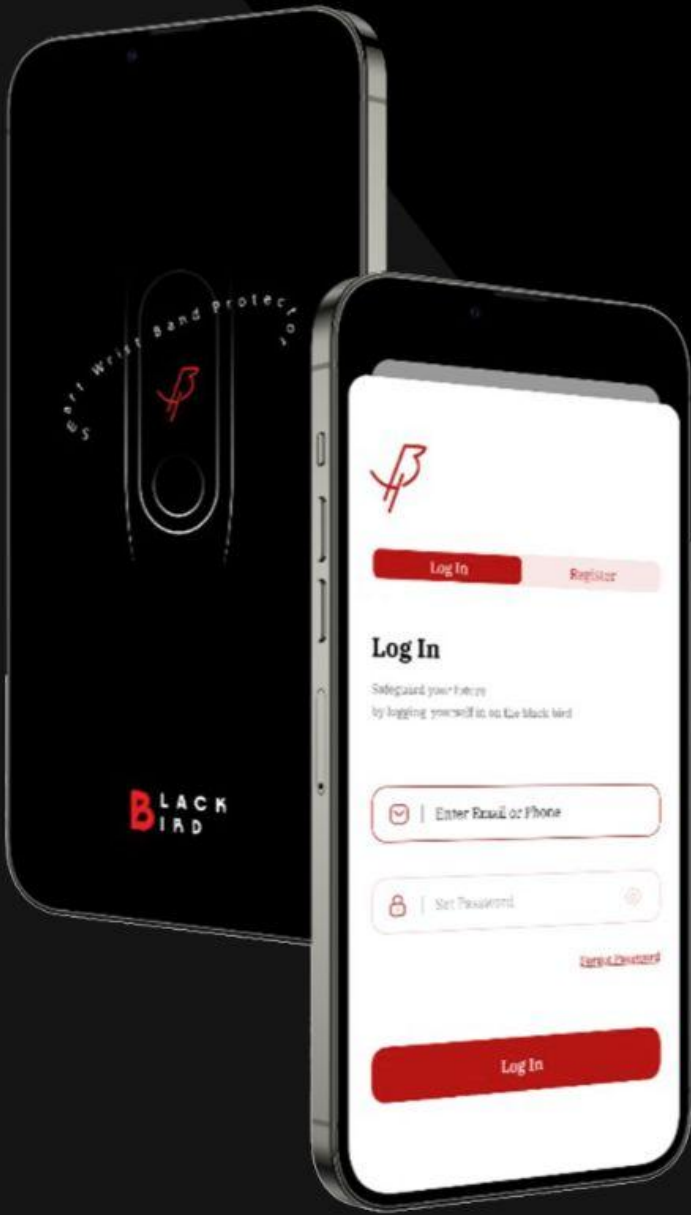 Smart Wrist Band Protector
BLACK
BIRD
Log In
Register
Log In
Safeguard your future
by logging yourself in on the black bird
Enter Email or Phone
Set Password
Forgot Password
Log In